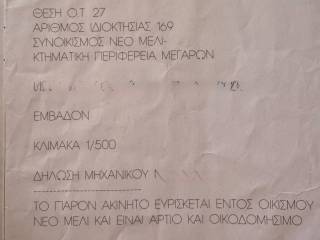 ΘΕΣΗ Ο.Τ. 27
ΑΡΙΘΜΟΣ ΙΔΙΟΚΤΗΣΙΑΣ 169
ΣΥΝΟΙΚΙΣΜΟΣ ΝΕΟ ΜΕΛΙ-
ΚΤΗΜΑΤΙΚΗ ΠΕΡΙΦΕΡΕΙΑ ΜΕΓΑΡΩΝ
ΕΜΒΑΔΟΝ
ΚΛΙΜΑΚΑ 1/500
ΔΗΛΩΣΗ ΜΗΧΑΝΙΚΟΥ
ΤΟ ΓΙΑΡΟΝ ΑΚΙΝΗΤΟ ΕΥΡΙΣΚΕΤΑΙ ΕΝΤΟΣ ΟΙΚΙΣΜΟΥ
ΝΕΟ ΜΕΛΙ ΚΑΙ ΕΙΝΑΙ ΑΡΤΙΟ ΚΑΙ ΟΙΚΟΔΟΜΗΣΙΜΟ